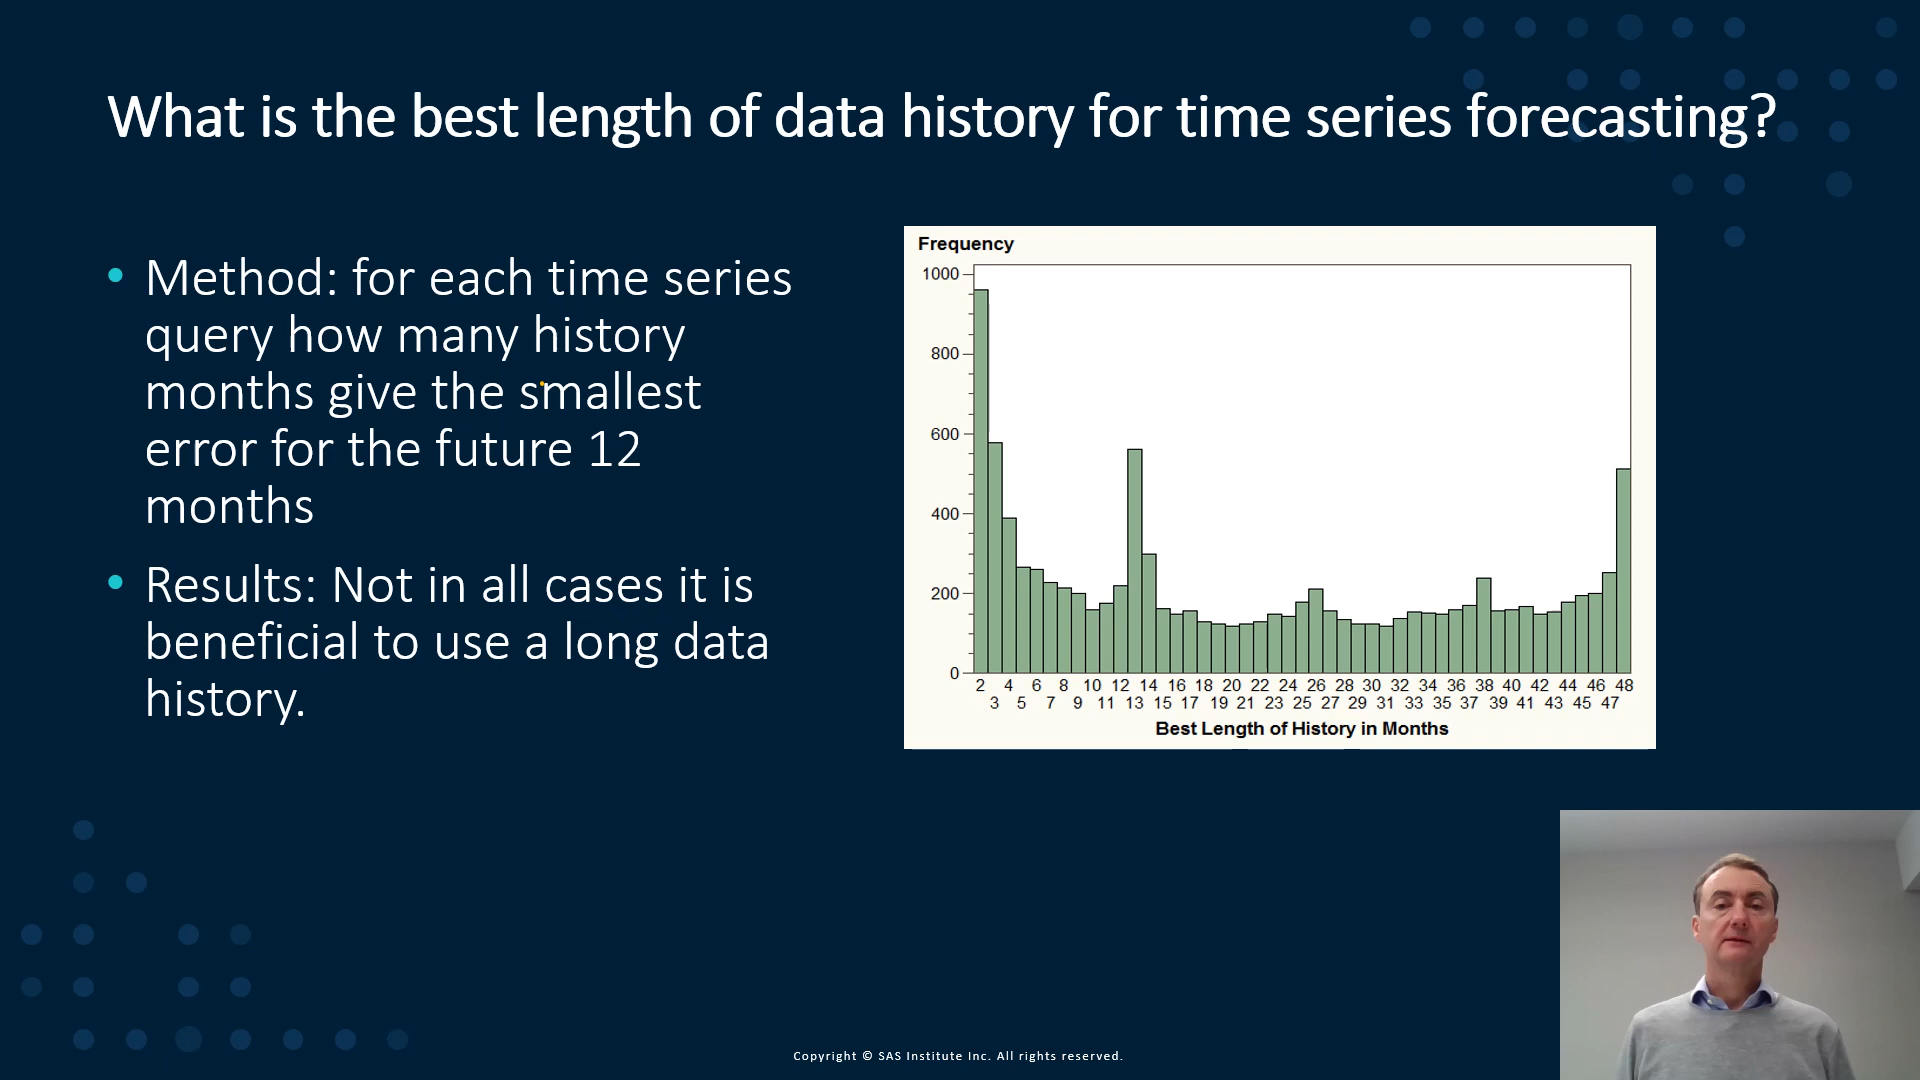 What is the best length of data history for time series forecasting?
• Method: for each time series
query how many history
months give the smallest
error for the future 12
months
• Results: Not in all cases it is
beneficial to use a long data
history.
Frequency
1000
800
600
400
200
0
2 4 6 8 10 12 14 16 18 20 22 24 26 28 30 32 34 36 38 40 42 44 46 48
3 5 7 9 11 13 15 17 19 21 23 25 27 29 31 33 35 37 39 41 43 45 47
Best Length of History in Months
Copyright © SAS Institute Inc. All rights reserved.